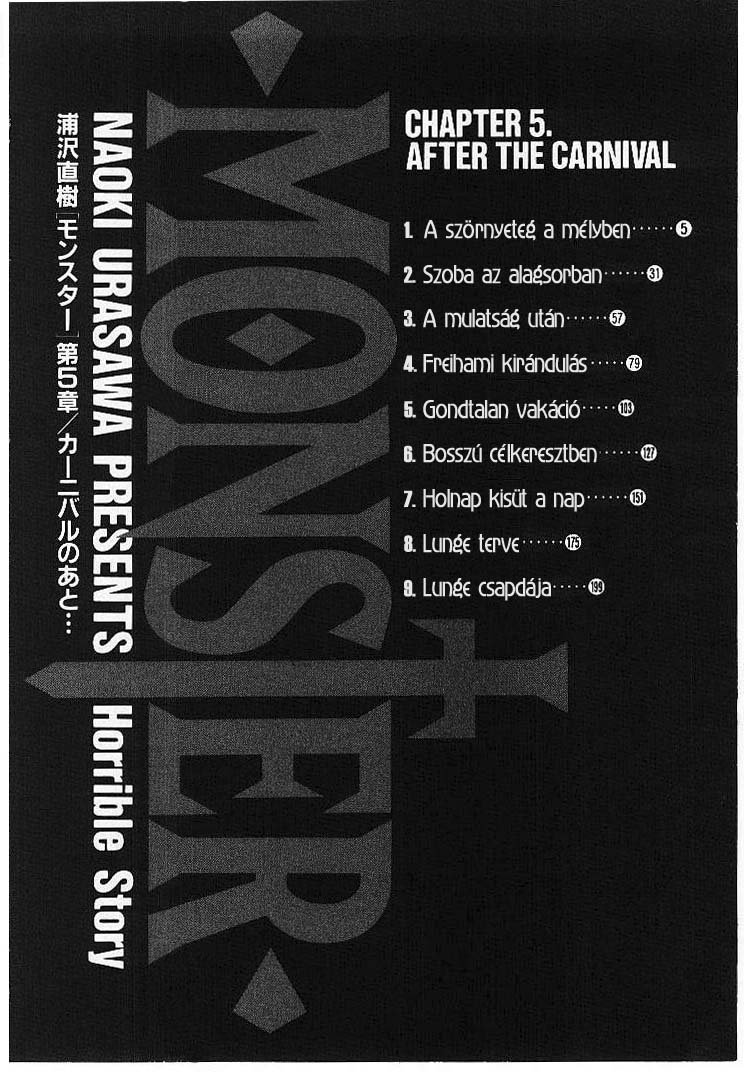 CHAPTER 5.
AFTER THE CARNIVAL
1. A szörnyeteg a mélyben······5
2. Szoba az alagsorban······31
3. A mulatság után······57
4. Freihami kirándulás·····79
5. Gondtalan vakáció·····103
6. Bosszú célkeresztben·····127
7. Holnap kisüt a nap······151
8. Lunge terve······175
9. Lunge csapdája·····199
MONSTER
NAOKI URASAWA PRESENTS Horrible Story
浦沢直樹[モンスター]第5章/カーニバルのあと…